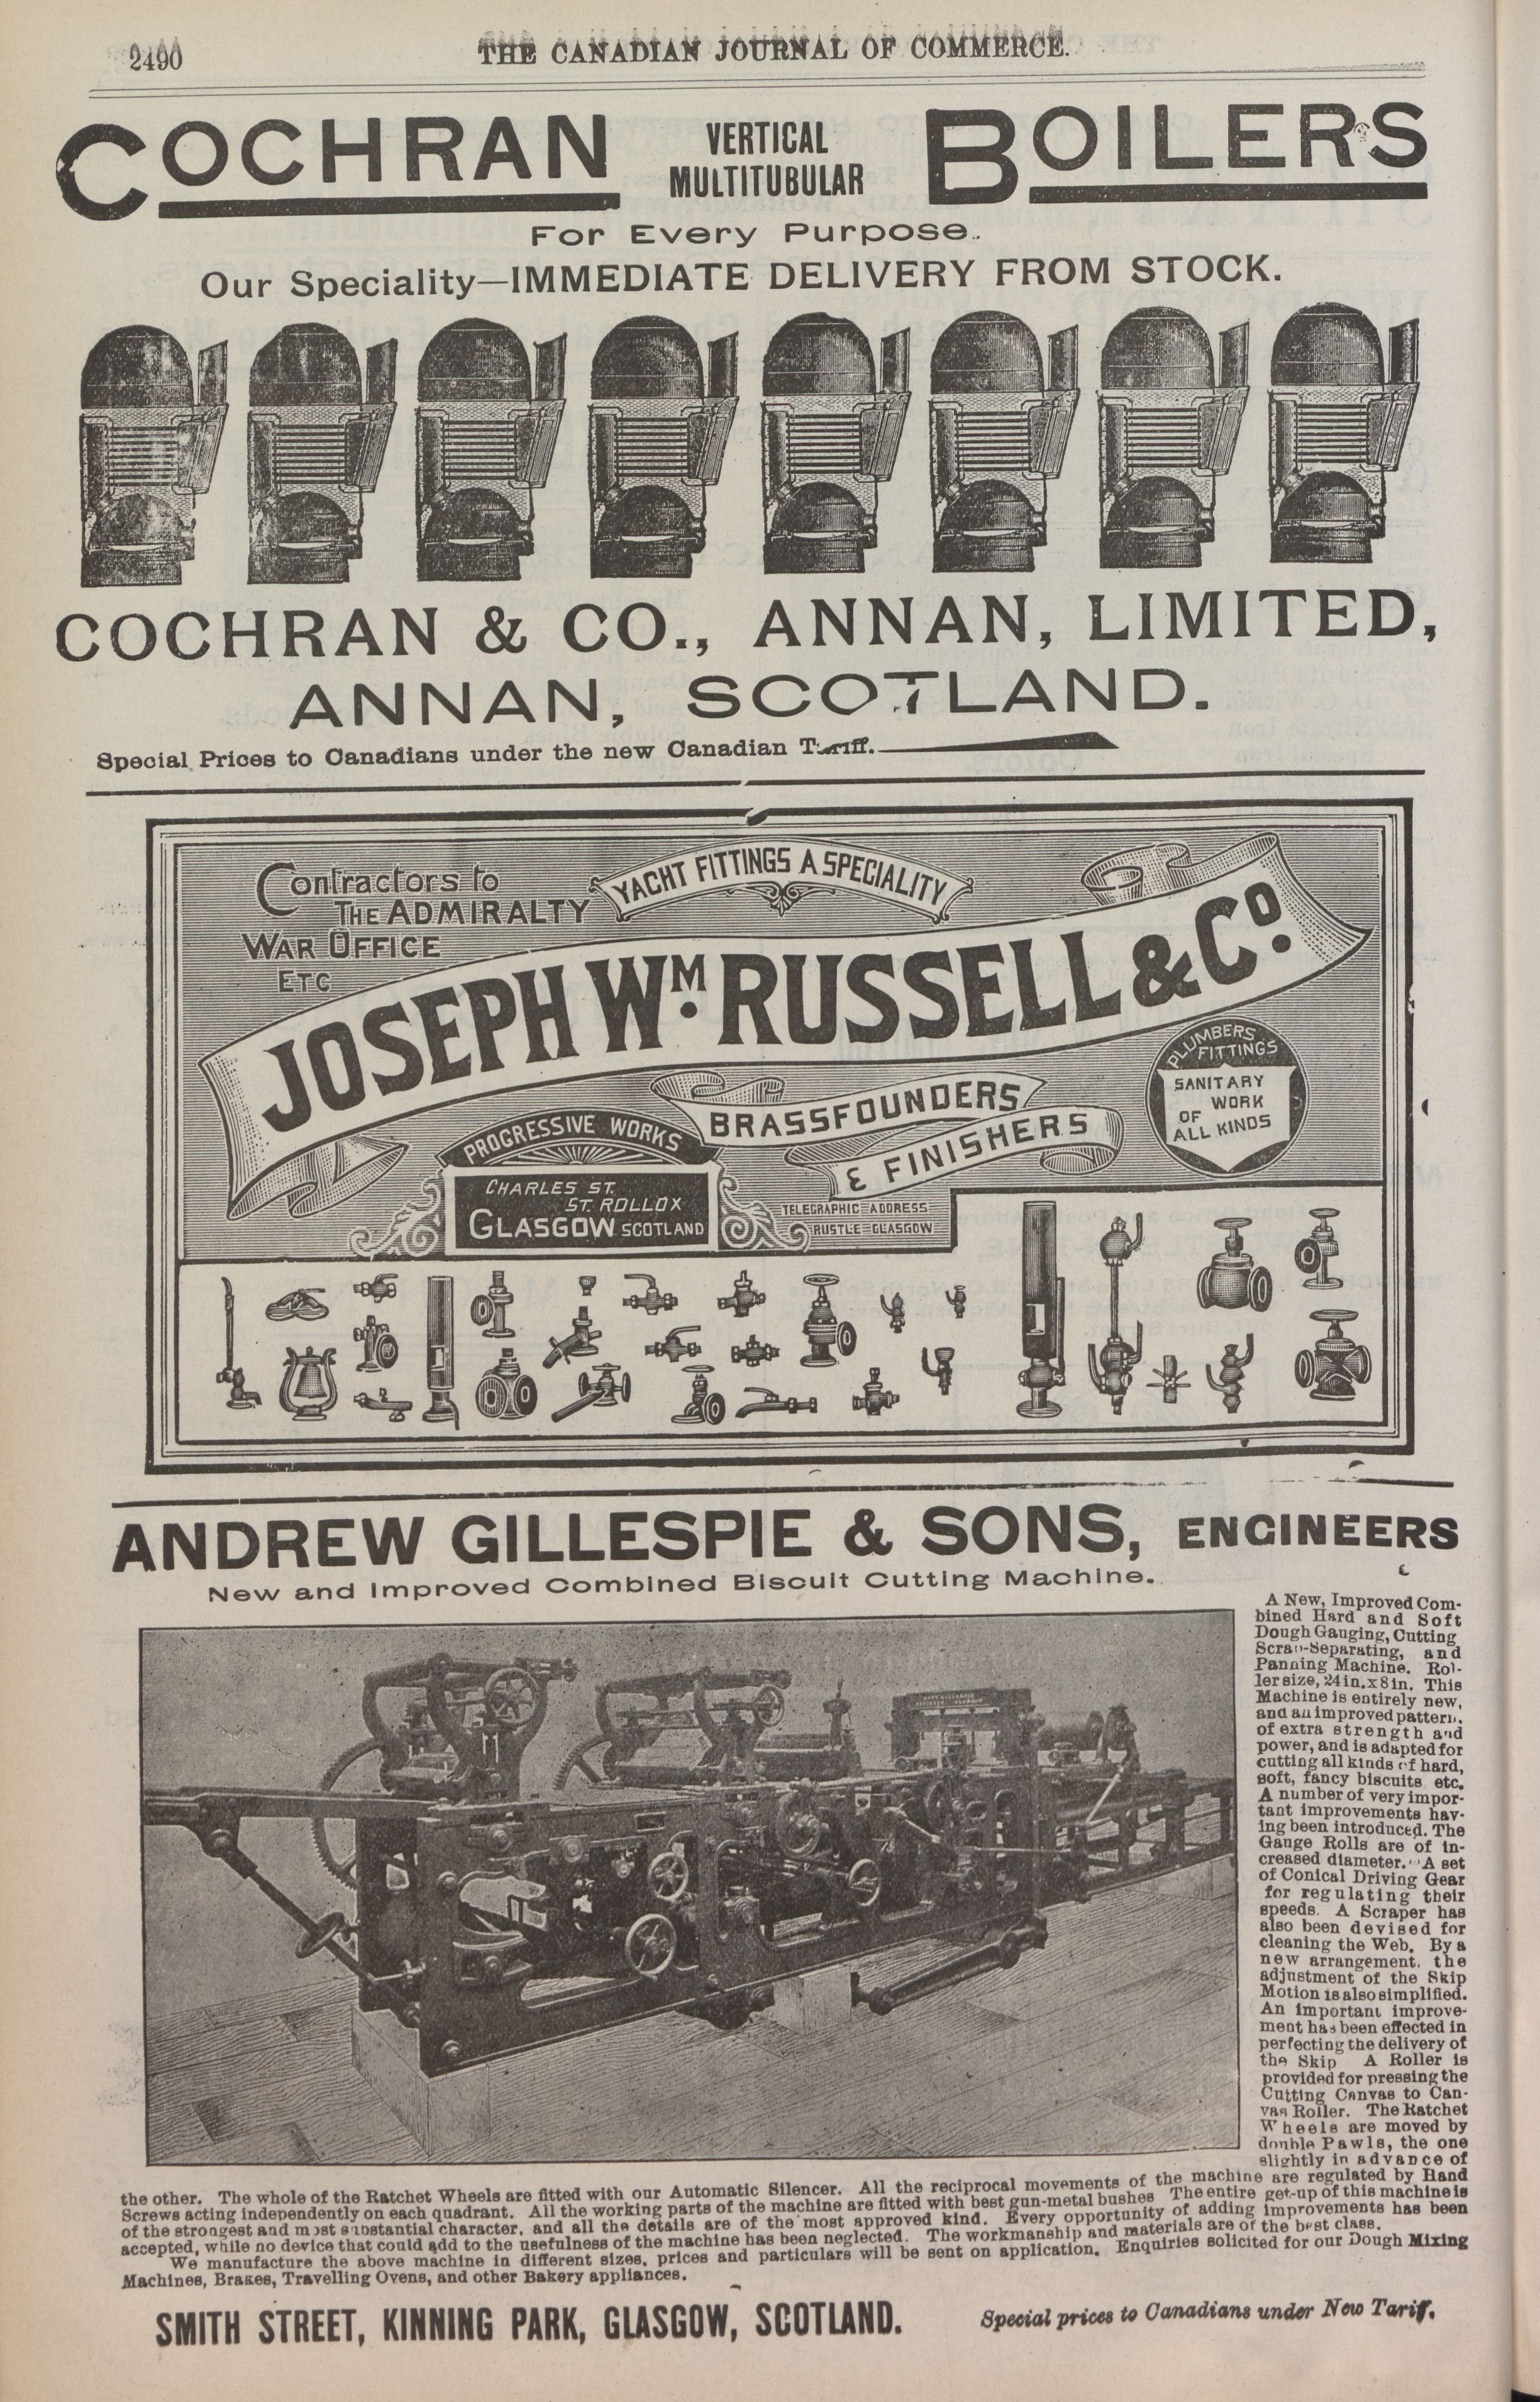 2490
THE CANADIAN JOURNAL OF COMMERCE.
COCHRAN VERTICAL MULTITUBULAR BOILERS
For Every Purpose.
Our Speciality—IMMEDIATE DELIVERY FROM STOCK.
COCHRAN & CO., ANNAN, LIMITED,
ANNAN, SCOTLAND.
Special Prices to Canadians under the new Canadian Tariff.
Contractors to
THE ADMIRALTY
WAR OFFICE
ETC
YACHT FITTINGS A SPECIALITY
JOSEPH WM. RUSSELL & CO.
BRASSFOUNDERS
& FINISHERS
PLUMBERS
FITTINGS
SANITARY
WORK
OF
ALL KINDS
PROGRESSIVE WORKS
CHARLES ST.
ST. ROLLOX
GLASGOW SCOTLAND
TELEGRAPHIC ADDRESS
RUSTLE-GLASGOW
ANDREW GILLESPIE & SONS, ENGINEERS
New and Improved Combined Biscuit Cutting Machine.
A New, Improved Com-
bined Hard and Soft
Dough Gauging, Cutting
Scrap-Separating, and
Panning Machine. Rol-
ler size, 24in. x 8in. This
Machine is entirely new,
and an improved pattern.
of extra strength and
power, and is adapted for
cutting all kinds of hard,
soft, fancy biscuits etc.
A number of very impor-
tant improvements hav-
ing been introduced. The
Gauge Rolls are of in-
creased diameter. A set
of Conical Driving Gear
for regulating their
speeds. A Scraper has
also been devised for
cleaning the Web. By a
new arrangement. the
adjustment of the Skip
Motion is also simplified.
An important improve-
ment has been effected in
perfecting the delivery of
the Skip A Roller is
provided for pressing the
Cutting Canvas to Can-
vas Roller. The Ratchet
Wheels are moved by
double Pawls, the one
slightly in advance of
the other. The whole of the Ratchet Wheels are fitted with our Automatic Silencer. All the reciprocal movements of the machine are regulated by Hand
Screws acting independently on each quadrant. All the working parts of the machine are fitted with best gun-metal bushes The entire get-up of this machine is
of the strongest and most substantial character, and all the details are of the most approved kind. Every opportunity of adding improvements has been
accepted, while no device that could add to the usefulness of the machine has been neglected. The workmanship and materials are of the best class.
We manufacture the above machine in different sizes, prices and particulars will be sent on application. Enquiries solicited for our Dough Mixing
Machines, Brakes, Travelling Ovens, and other Bakery appliances.
SMITH STREET, KINNING PARK, GLASGOW, SCOTLAND.
Special prices to Canadians under New Tariff.